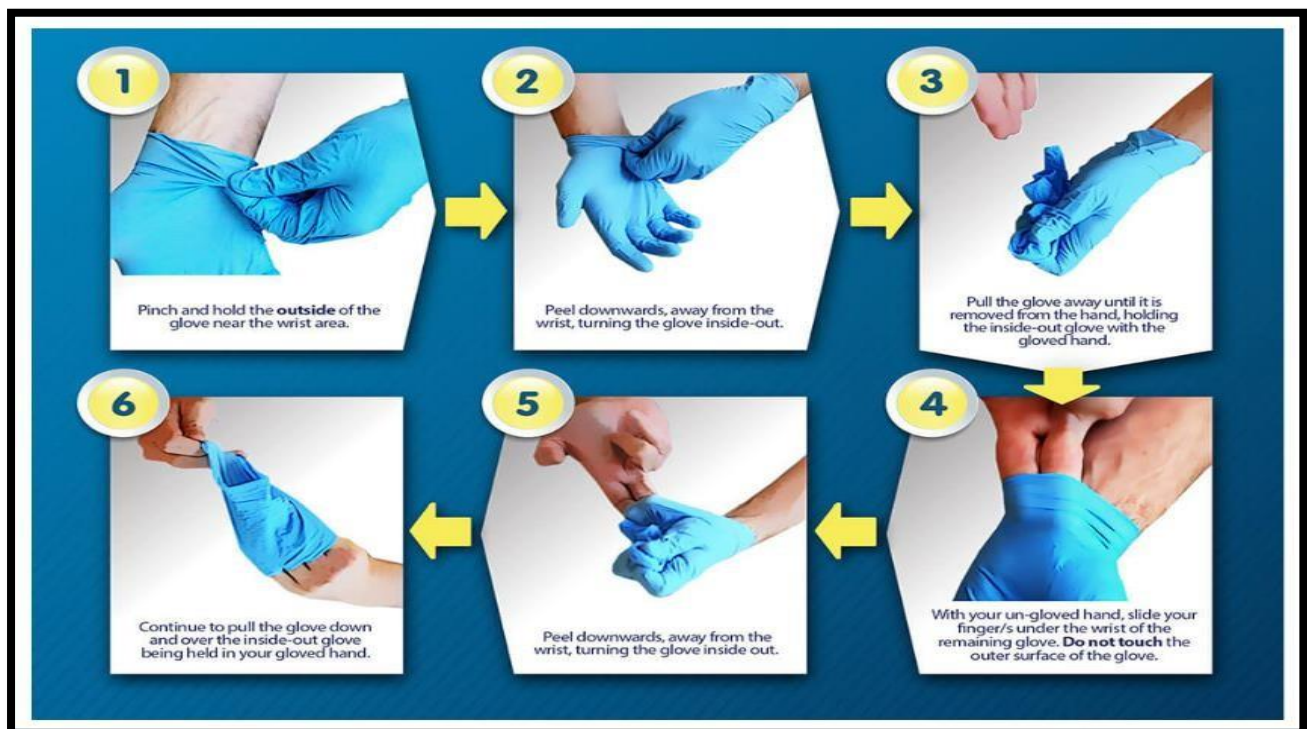 1
Pinch and hold the outside of the
glove near the wrist area.
2
Peel downwards, away from the
wrist, turning the glove inside-out.
3
Pull the glove away until it is
removed from the hand, holding
the inside-out glove with the
gloved hand.
4
With your un-gloved hand, slide your
finger/s under the wrist of the
remaining glove. Do not touch the
outer surface of the glove.
5
Peel downwards, away from the
wrist, turning the glove inside out.
6
Continue to pull the glove down
and over the inside-out glove
being held in your gloved hand.